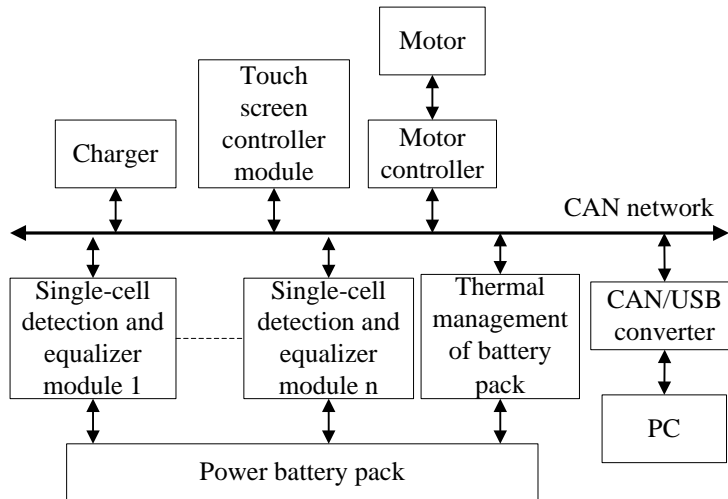 Motor
Touch
screen
controller
module
Charger
Motor
controller
CAN network
Single-cell
detection and
equalizer
module 1
Single-cell
detection and
equalizer
module n
Thermal
management
of battery
pack
CAN/USB
converter
PC
Power battery pack